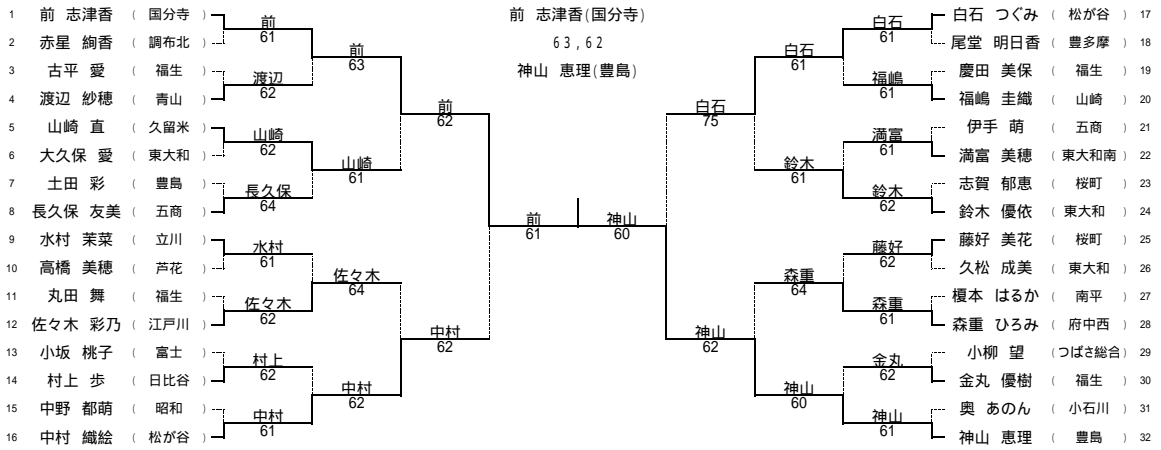 前 志津香(国分寺)
63,62
神山 恵理(豊島)
1 前 志津香 ( 国分寺 )
2 赤星 絢香 ( 調布北 )
3 古平 愛 ( 福生 )
4 渡辺 紗穂 ( 青山 )
5 山崎 直 ( 久留米 )
6 大久保 愛 ( 東大和 )
7 土田 彩 ( 豊島 )
8 長久保 友美 ( 五商 )
9 水村 茉菜 ( 立川 )
10 高橋 美穂 ( 芦花 )
11 丸田 舞 ( 福生 )
12 佐々木 彩乃 ( 江戸川 )
13 小坂 桃子 ( 富士 )
14 村上 歩 ( 日比谷 )
15 中野 都萌 ( 昭和 )
16 中村 織絵 ( 松が谷 )
前
61
渡辺
62
山崎
62
長久保
64
水村
61
佐々木
62
村上
62
中村
61
前
63
山崎
61
佐々木
64
中村
62
前
62
中村
62
前
61
神山
60
白石
75
神山
62
白石
61
鈴木
61
森重
64
神山
60
白石
61
福嶋
61
満富
61
鈴木
62
藤好
62
森重
61
金丸
62
神山
61
白石 つぐみ ( 松が谷 ) 17
尾堂 明日香 ( 豊多摩 ) 18
慶田 美保 ( 福生 ) 19
福嶋 圭織 ( 山崎 ) 20
伊手 萌 ( 五商 ) 21
満富 美穂 ( 東大和南 ) 22
志賀 郁恵 ( 桜町 ) 23
鈴木 優依 ( 東大和 ) 24
藤好 美花 ( 桜町 ) 25
久松 成美 ( 東大和 ) 26
榎本 はるか ( 南平 ) 27
森重 ひろみ ( 府中西 ) 28
小柳 望 ( つばさ総合 ) 29
金丸 優樹 ( 福生 ) 30
奥 あのん ( 小石川 ) 31
神山 恵理 ( 豊島 ) 32